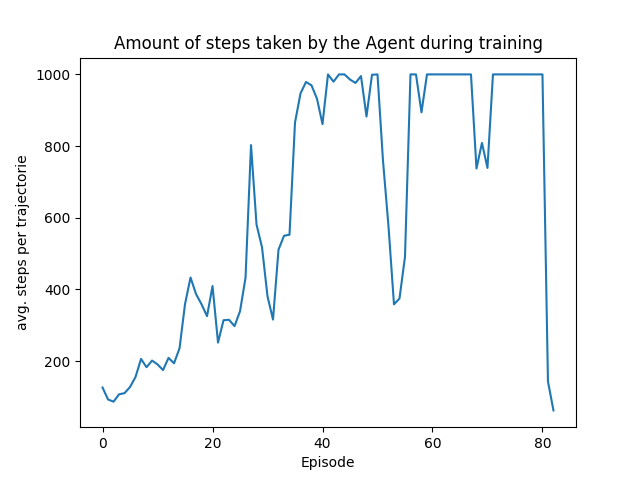 Amount of steps taken by the Agent during training
1000
800
600
400
200
avg. steps per trajectorie
0 20 40 60 80
Episode